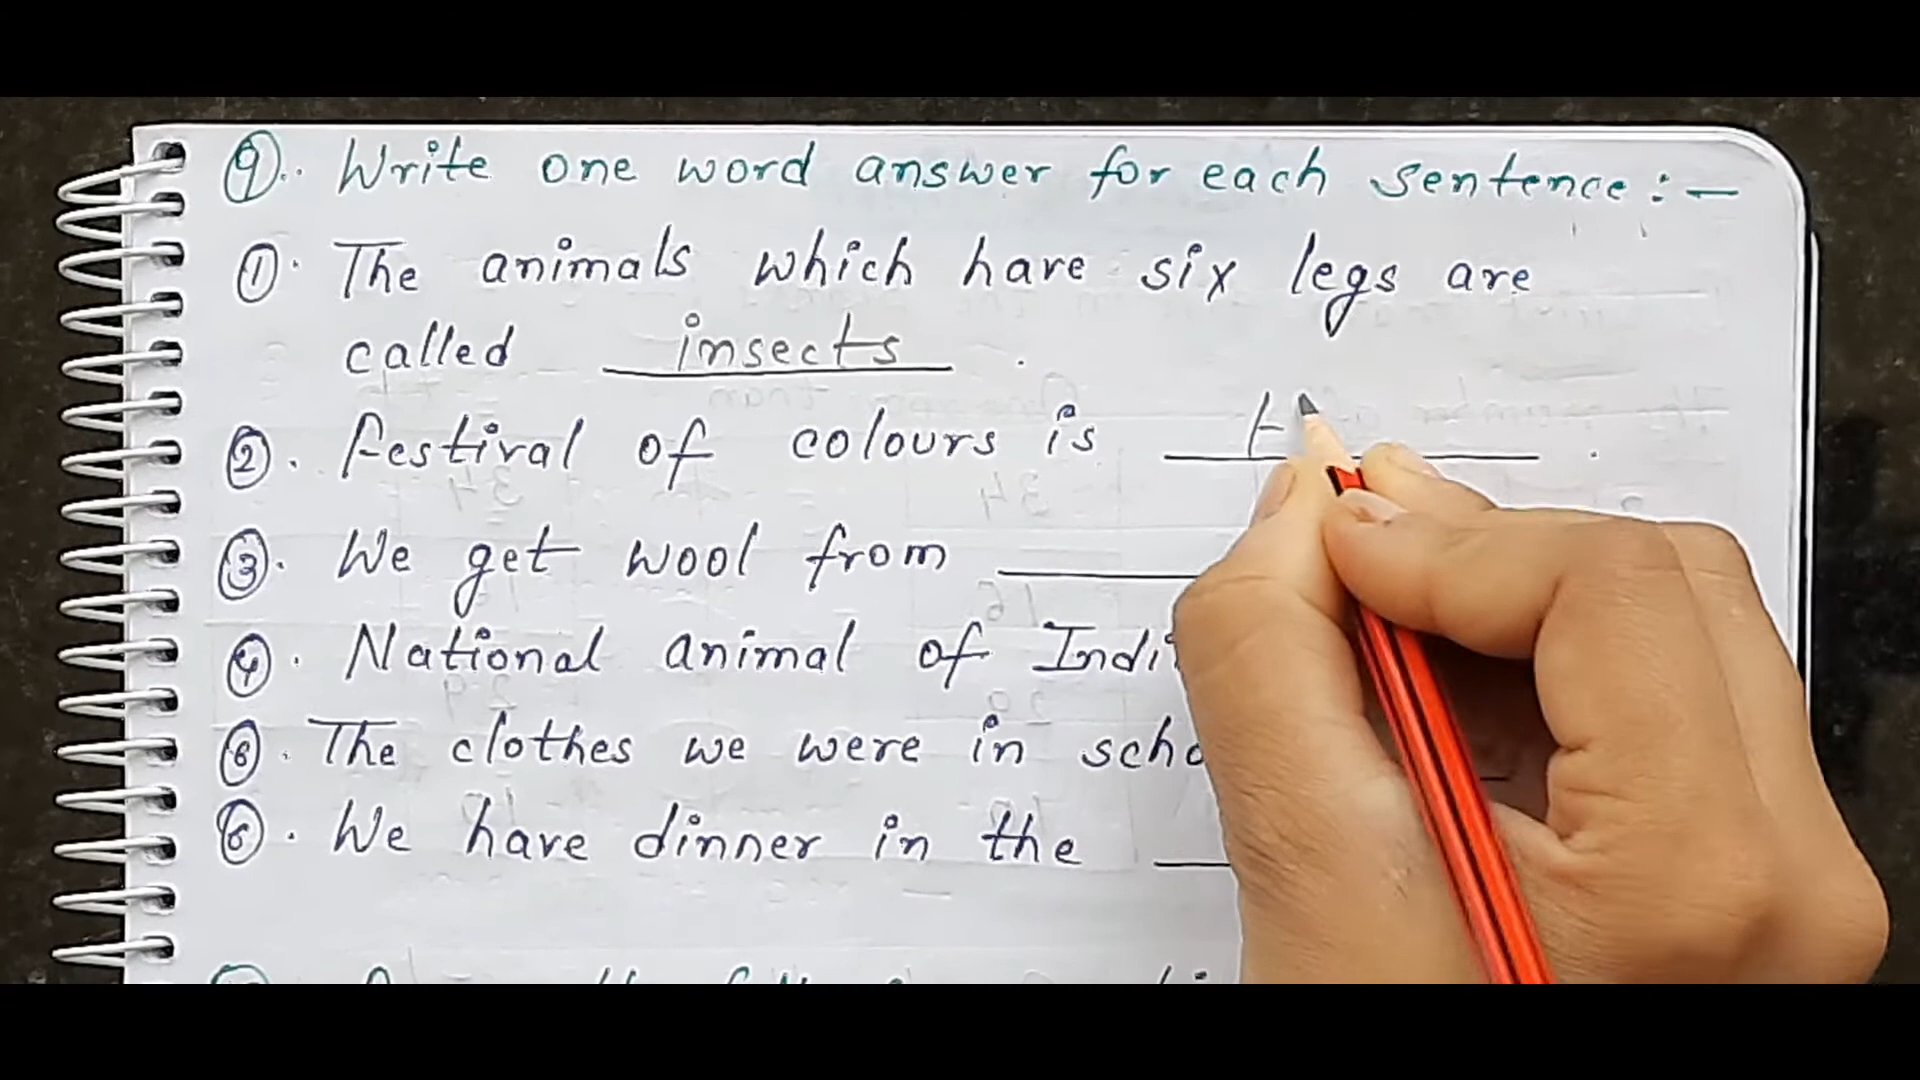 9. Write one word answer for each sentence :-
1. The animals which have six legs are
called insects .
2. Festival of colours is H .
3. We get wool from
4. National animal of Indi
5. The clothes we were in scho
6. We have dinner in the